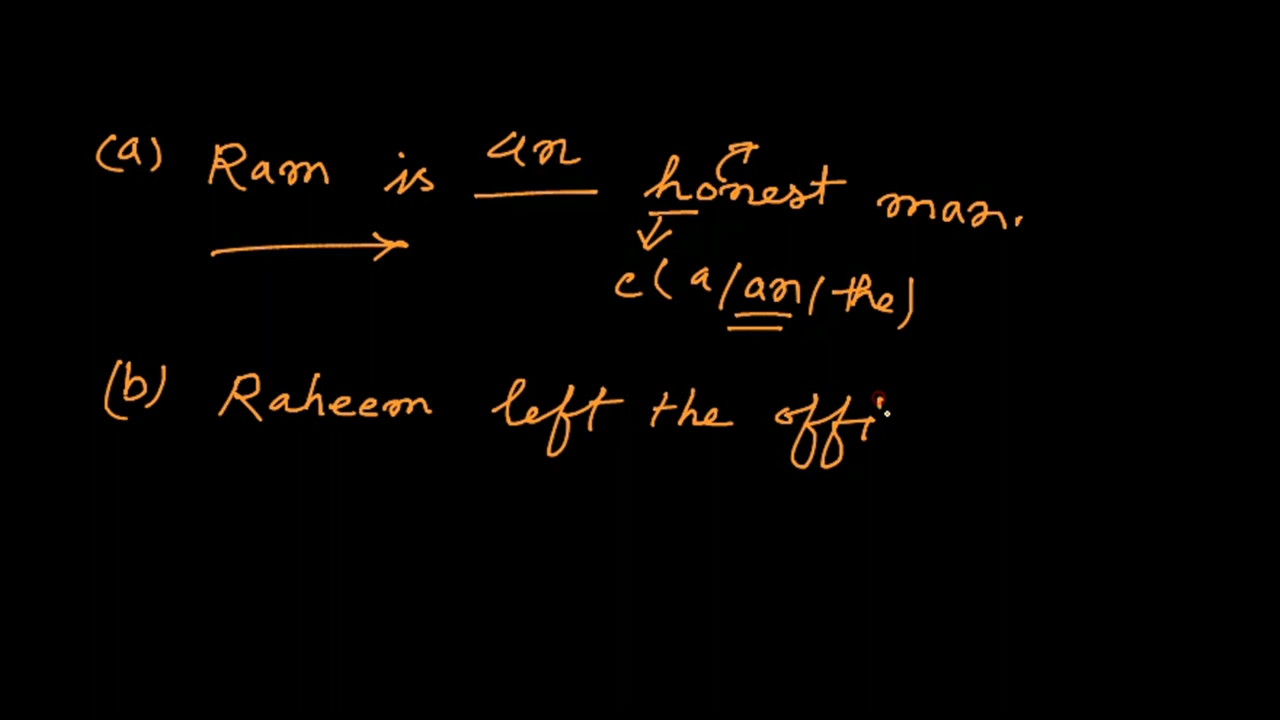 (a) Ram is an honest man.
c(a/an/the)
(b) Raheem left the offi